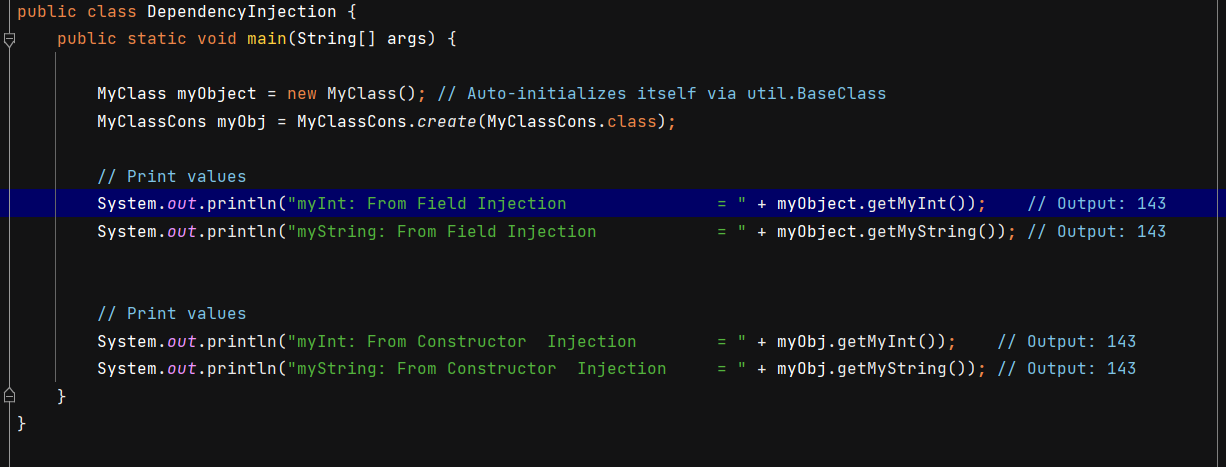 public class DependencyInjection {
    public static void main(String[] args) {
        MyClass myObject = new MyClass(); // Auto-initializes itself via util.BaseClass
        MyClassCons myObj = MyClassCons.create(MyClassCons.class);
        // Print values
        System.out.println("myInt: From Field Injection               = " + myObject.getMyInt());    // Output: 143
        System.out.println("myString: From Field Injection            = " + myObject.getMyString()); // Output: 143
        // Print values
        System.out.println("myInt: From Constructor  Injection        = " + myObj.getMyInt());    // Output: 143
        System.out.println("myString: From Constructor  Injection     = " + myObj.getMyString()); // Output: 143
    }
}